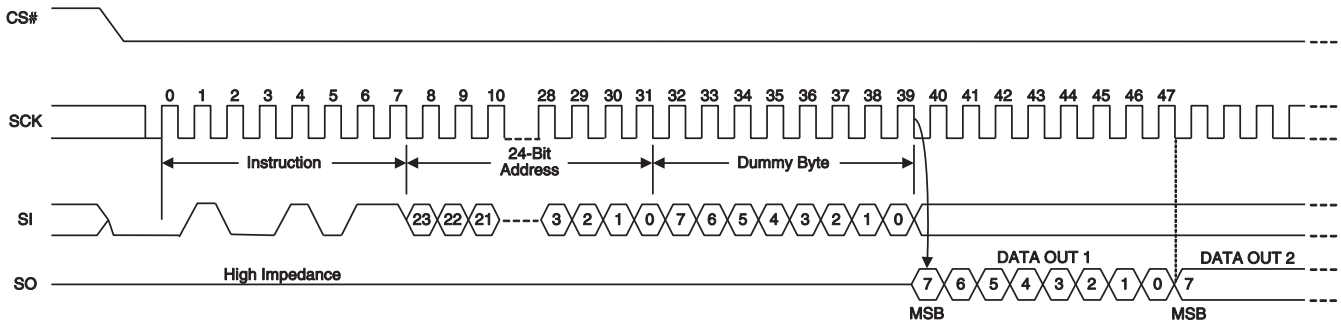 CS#
0 1 2 3 4 5 6 7 8 9 10 28 29 30 31 32 33 34 35 36 37 38 39 40 41 42 43 44 45 46 47
SCK
Instruction
24-Bit
Address
Dummy Byte
SI
23 22 21 3 2 1 0 7 6 5 4 3 2 1 0
High Impedance
DATA OUT 1
DATA OUT 2
SO
7 6 5 4 3 2 1 0 7
MSB
MSB